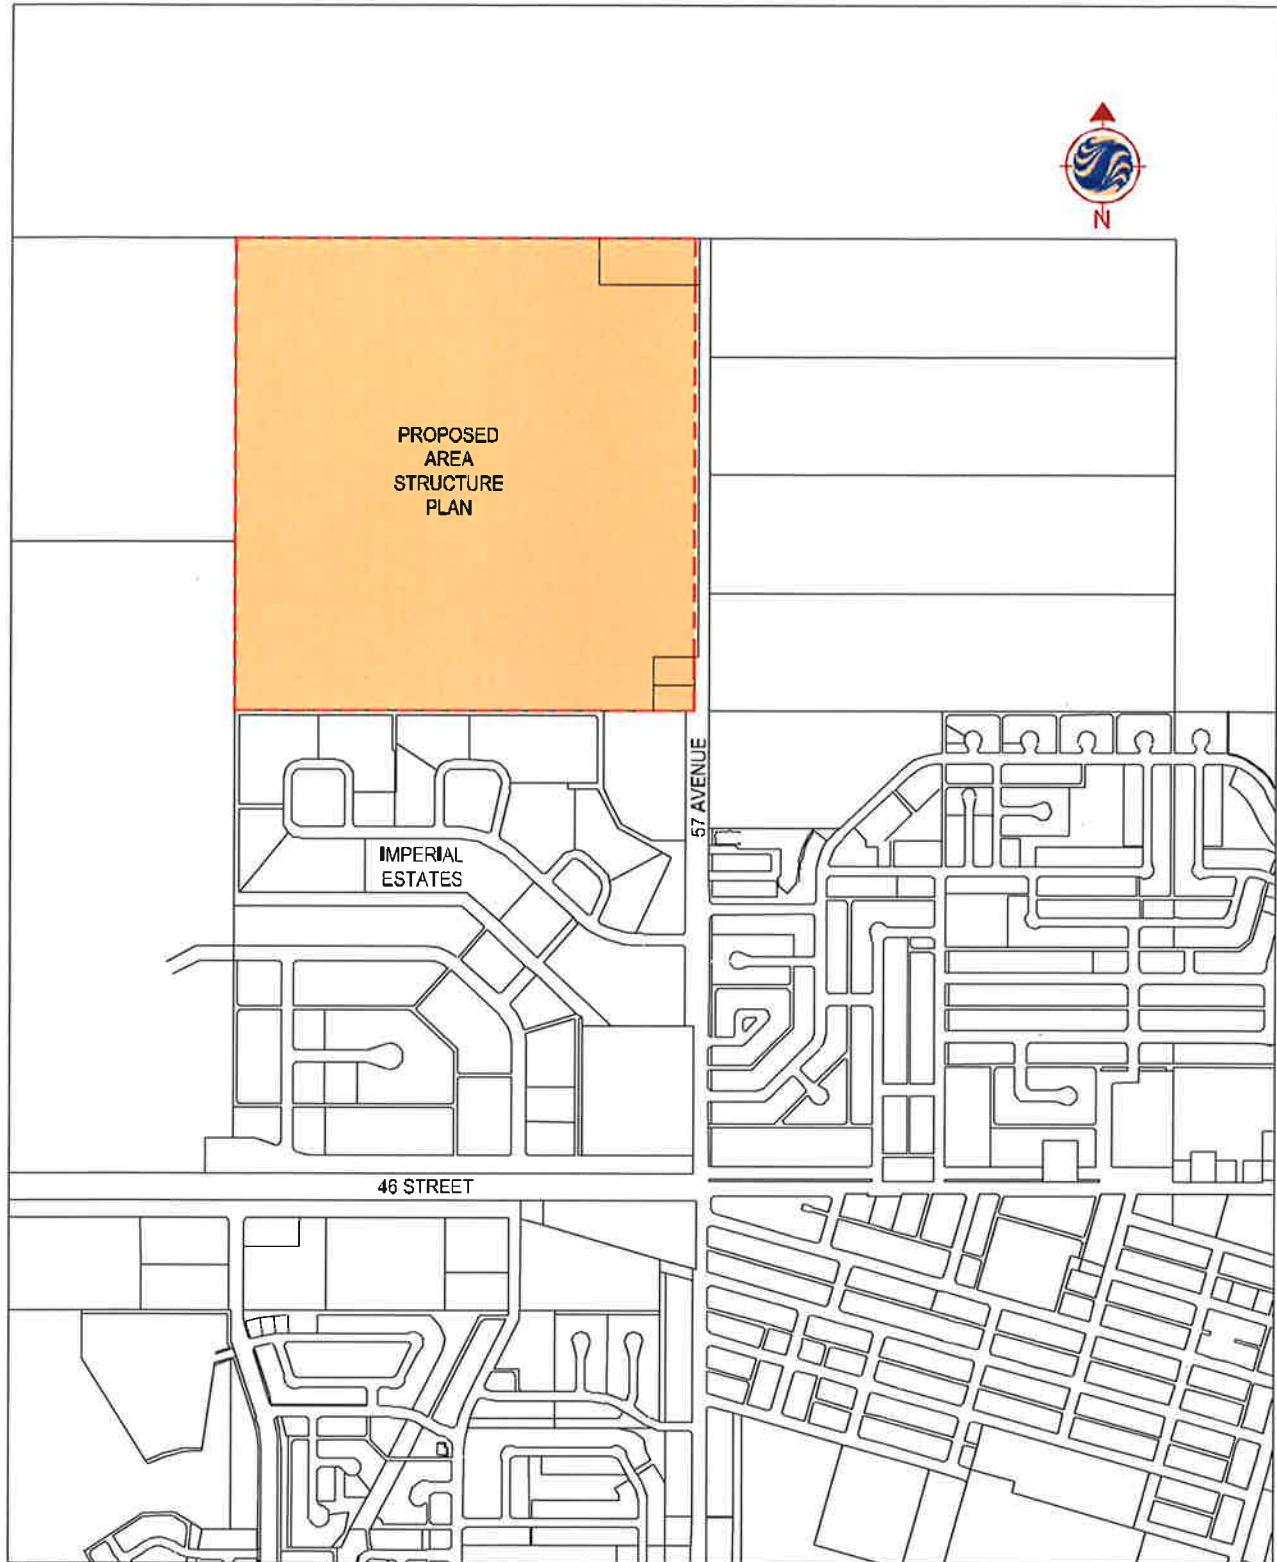 N
PROPOSED
AREA
STRUCTURE
PLAN
57 AVENUE
IMPERIAL
ESTATES
46 STREET